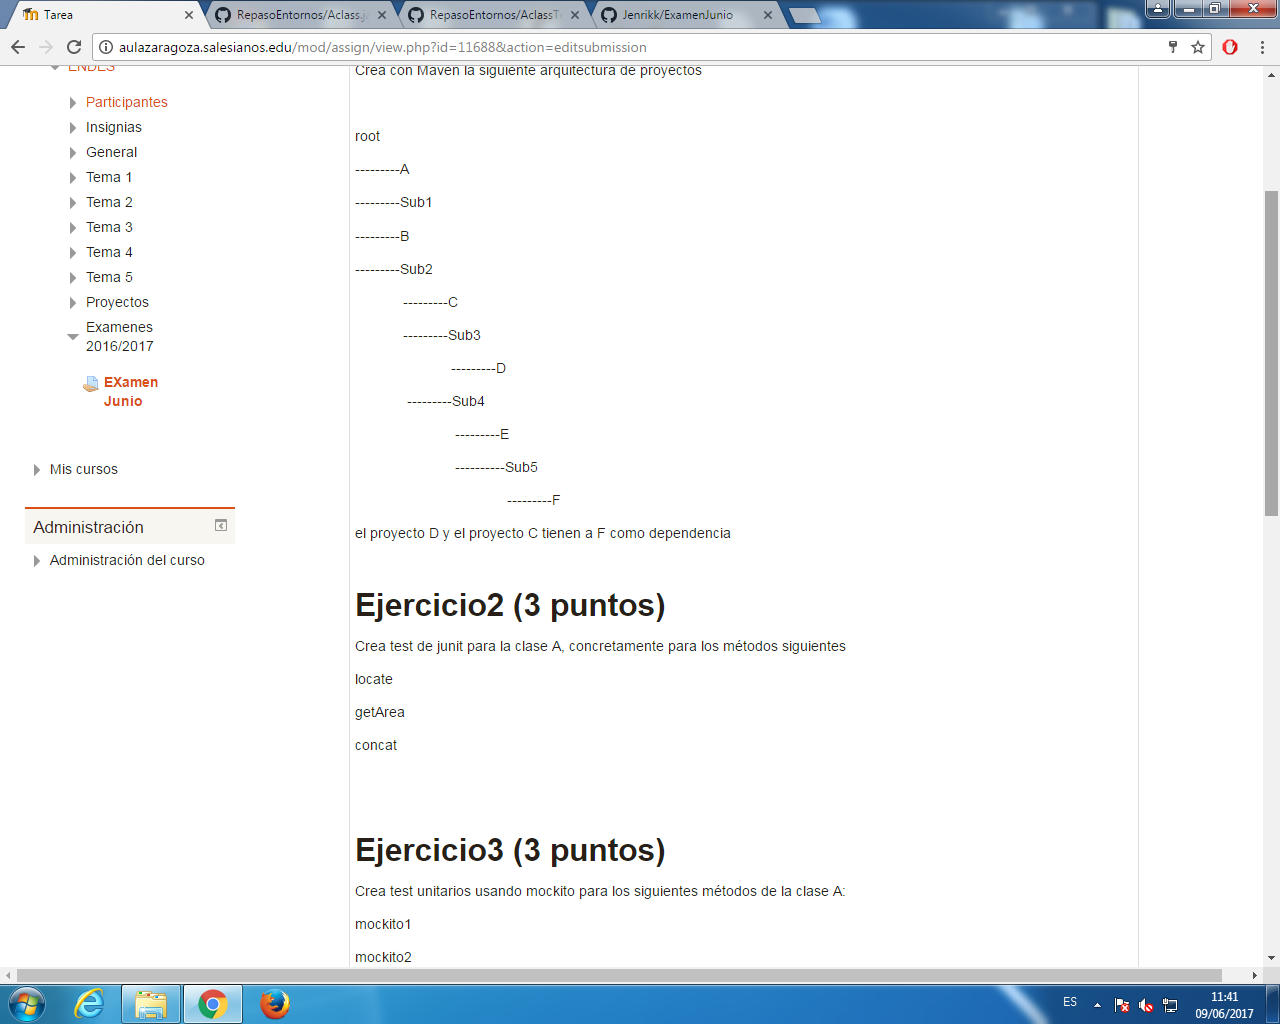 Tarea
RepasoEntornos/Aclass.ja
RepasoEntornos/AclassTe
Jenrikk/ExamenJunio
aulazaragoza.salesianos.edu/mod/assign/view.php?id=11688&action=editsubmission
ENDES
Participantes
Insignias
General
Tema 1
Tema 2
Tema 3
Tema 4
Tema 5
Proyectos
Examenes
2016/2017
EXamen
Junio
Mis cursos
Administración
Administración del curso
Crea con Maven la siguiente arquitectura de proyectos
root
---------A
---------Sub1
---------B
---------Sub2
---------C
---------Sub3
---------D
---------Sub4
---------E
----------Sub5
---------F
el proyecto D y el proyecto C tienen a F como dependencia
Ejercicio2 (3 puntos)
Crea test de junit para la clase A, concretamente para los métodos siguientes
locate
getArea
concat
Ejercicio3 (3 puntos)
Crea test unitarios usando mockito para los siguientes métodos de la clase A:
mockito1
mockito2
ES
11:41
09/06/2017